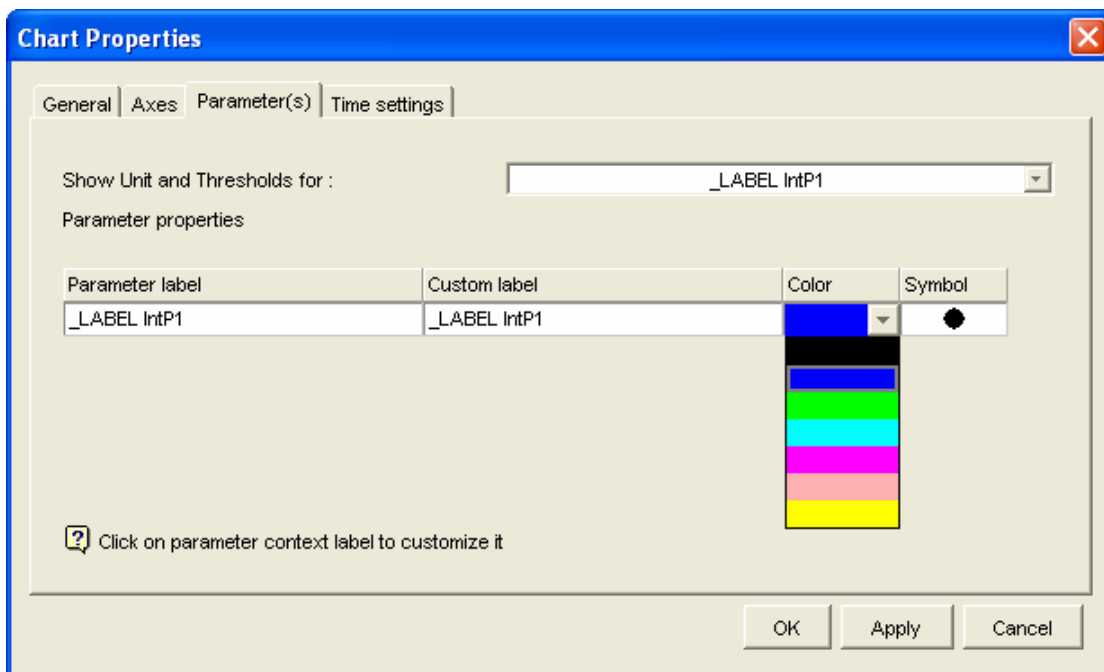 Chart Properties
General Axes Parameter(s) Time settings
Show Unit and Thresholds for : _LABEL IntP1
Parameter properties
Parameter label Custom label Color Symbol
_LABEL IntP1 _LABEL IntP1
? Click on parameter context label to customize it
OK Apply Cancel